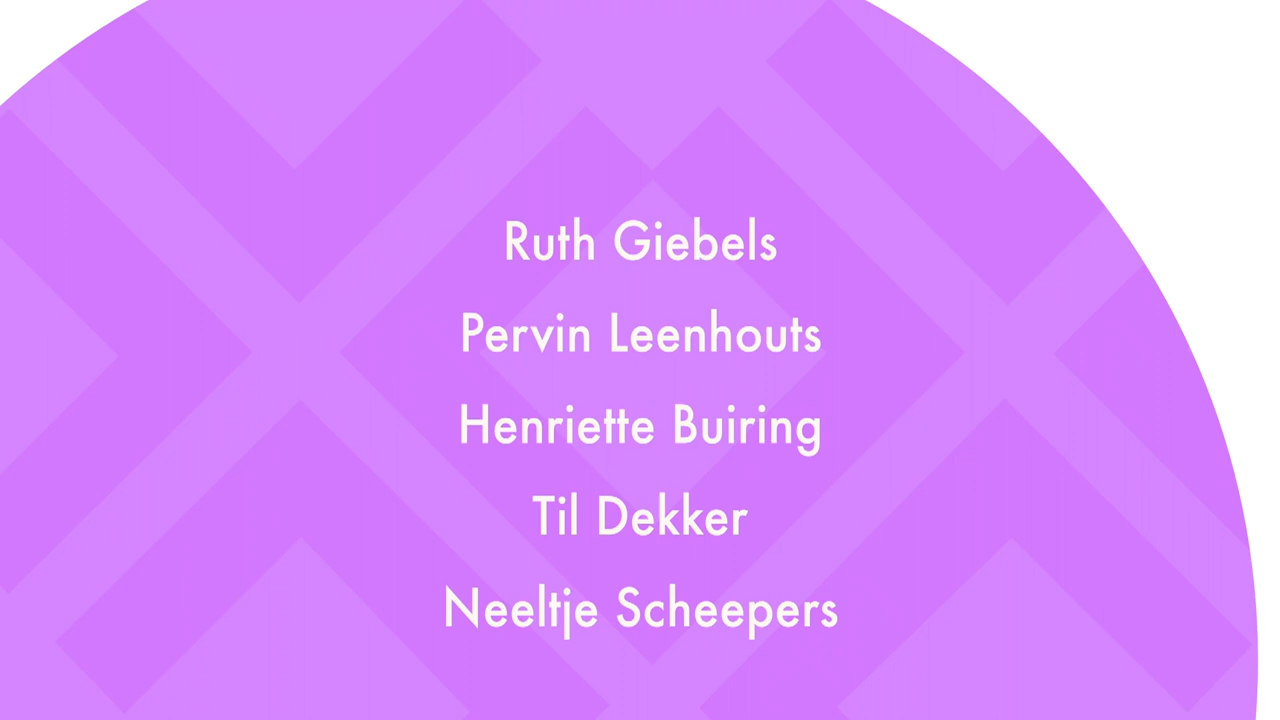 Ruth Giebels
Pervin Leenhouts
Henriette Buiring
Til Dekker
Neeltje Scheepers